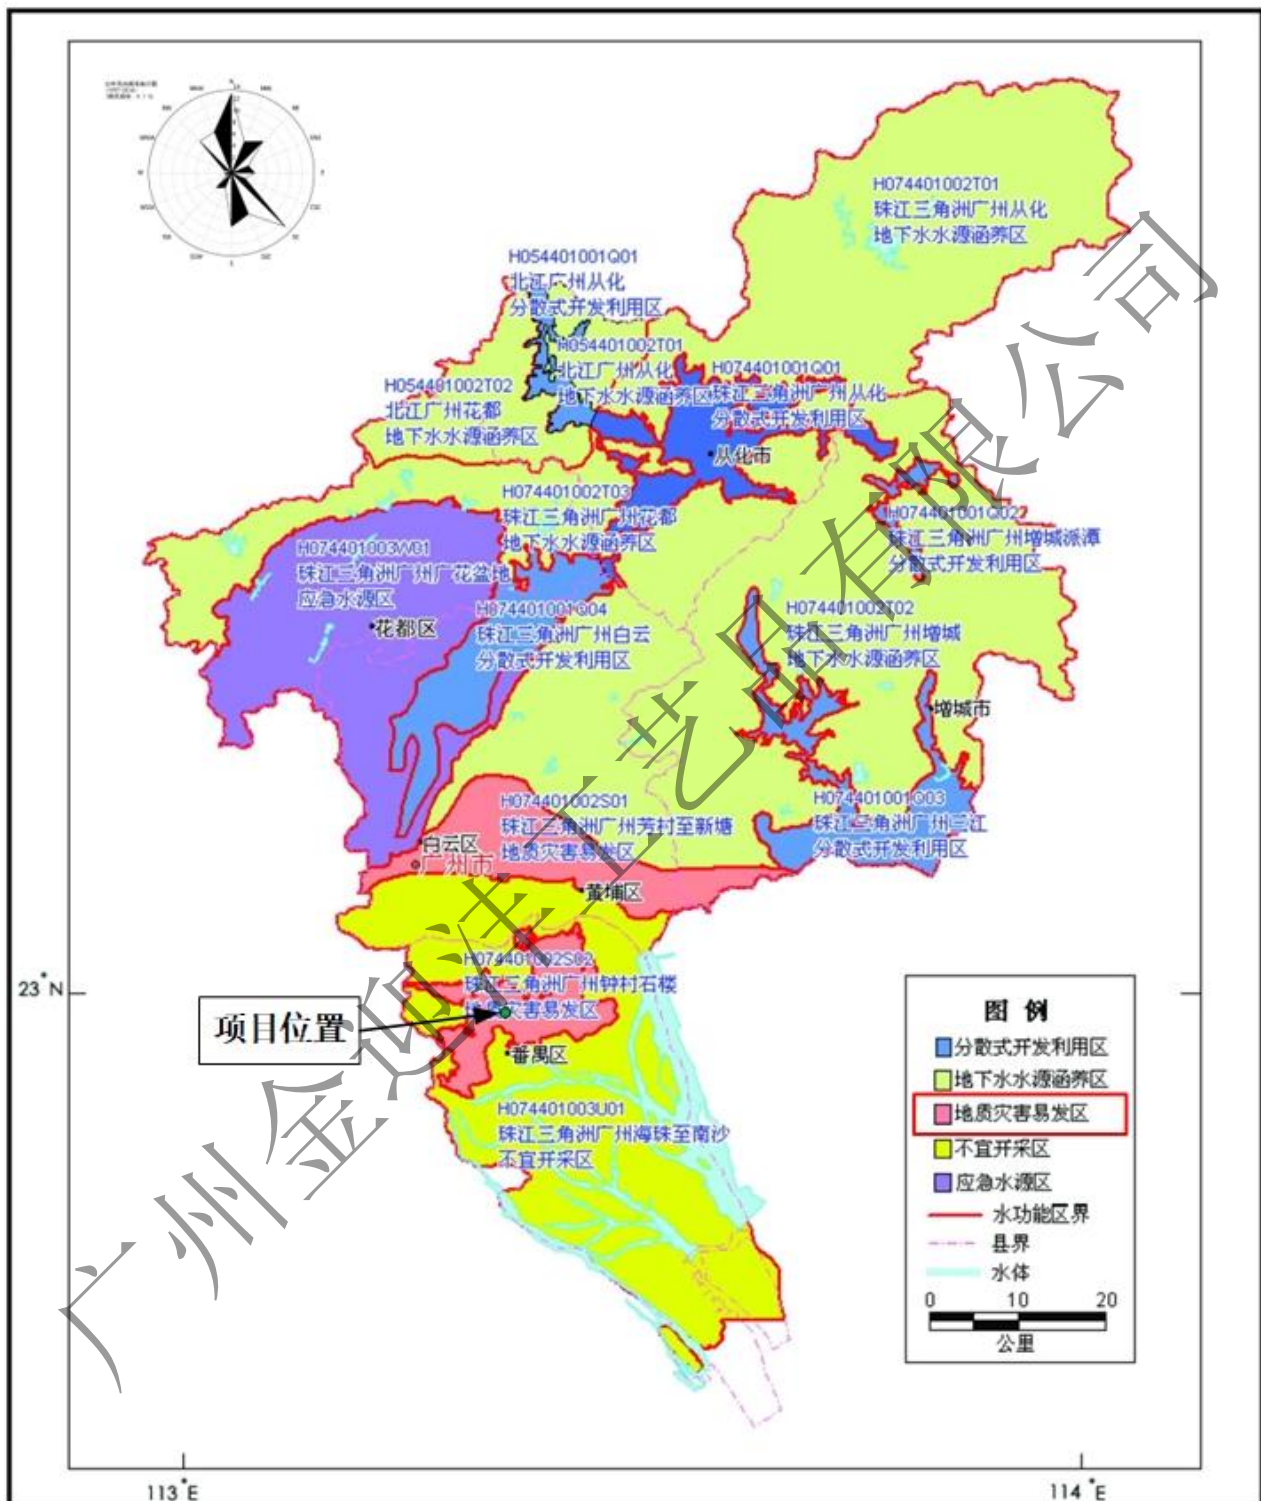 H074401002T01
珠江三角洲广州从化
地下水水源涵养区
H054401001Q01
北江广州从化
分散式开发利用区
H054401002T01
北江广州从化
地下水水源涵养区
H074401001Q01
珠江三角洲广州从化
分散式开发利用区
H054401002T02
北江广州花都
地下水水源涵养区
从化市
H074401002T03
珠江三角洲广州花都
地下水水源涵养区
H074401001Q02
珠江三角洲广州增城派潭
分散式开发利用区
H074401003W01
珠江三角洲广州广花盆地
应急水源区
花都区
H074401001Q04
珠江三角洲广州白云
分散式开发利用区
H074401002T02
珠江三角洲广州增城
地下水水源涵养区
增城市
H074401002S01
珠江三角洲广州芳村至新塘
地质灾害易发区
H074401001Q03
珠江三角洲广州三江
分散式开发利用区
白云区
广州市
黄埔区
H074401002S02
珠江三角洲广州钟村石楼
地质灾害易发区
23°N
项目位置
番禺区
H074401003U01
珠江三角洲广州海珠至南沙
不宜开采区
图 例
分散式开发利用区
地下水水源涵养区
地质灾害易发区
不宜开采区
应急水源区
水功能区界
县界
水体
0 10 20
公里
113°E
114°E
广州金迎洋工艺品有限公司